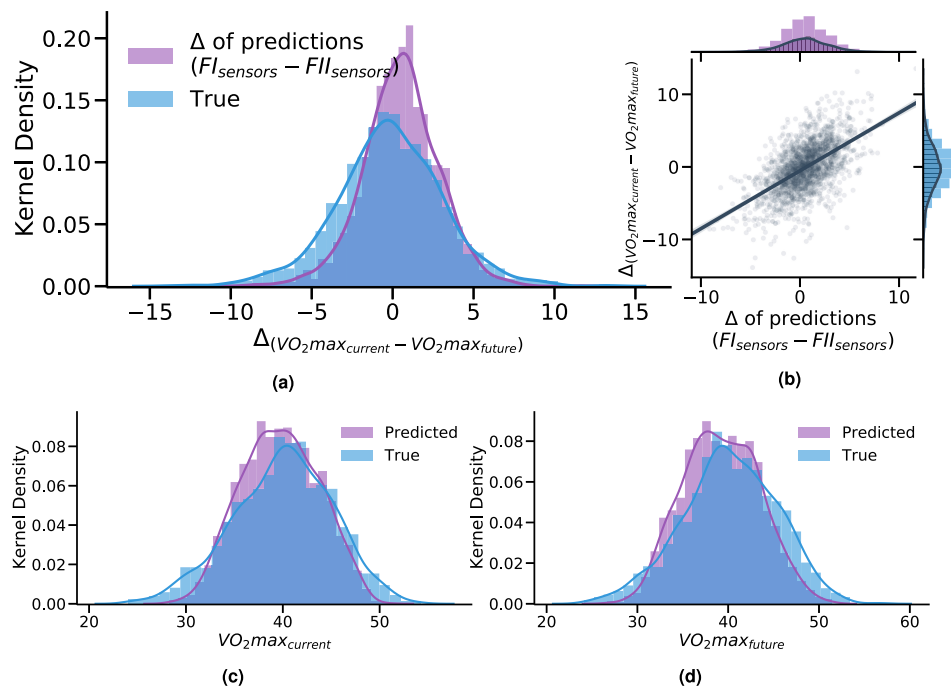 Δ of predictions
(FI_sensors − FII_sensors)
True
Kernel Density
0.20
0.15
0.10
0.05
0.00
−15
−10
−5
0
5
10
15
Δ(VO₂max_current − VO₂max_future)
(a)
Δ(VO₂max_current − VO₂max_future)
10
0
−10
−10
0
10
Δ of predictions
(FI_sensors − FII_sensors)
(b)
Predicted
True
Kernel Density
0.08
0.06
0.04
0.02
0.00
20
30
40
50
VO₂max_current
(c)
Predicted
True
Kernel Density
0.08
0.06
0.04
0.02
0.00
20
30
40
50
60
VO₂max_future
(d)